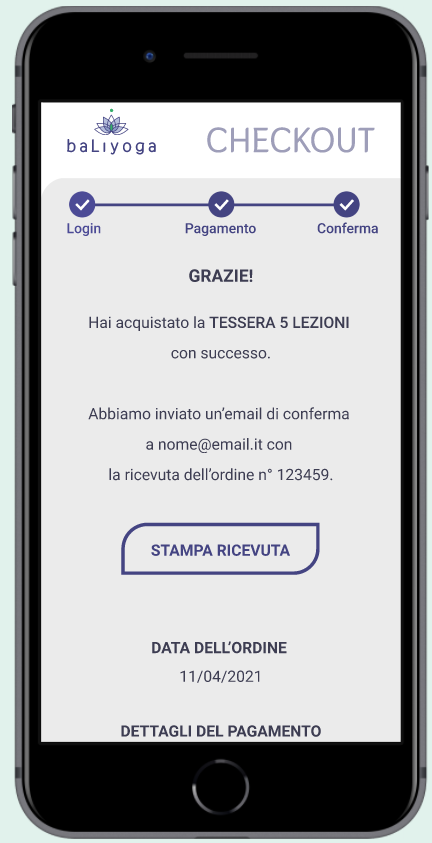 baLıyoga
CHECKOUT
Login
Pagamento
Conferma
GRAZIE!
Hai acquistato la TESSERA 5 LEZIONI
con successo.
Abbiamo inviato un’email di conferma
a nome@email.it con
la ricevuta dell’ordine n° 123459.
STAMPA RICEVUTA
DATA DELL’ORDINE
11/04/2021
DETTAGLI DEL PAGAMENTO